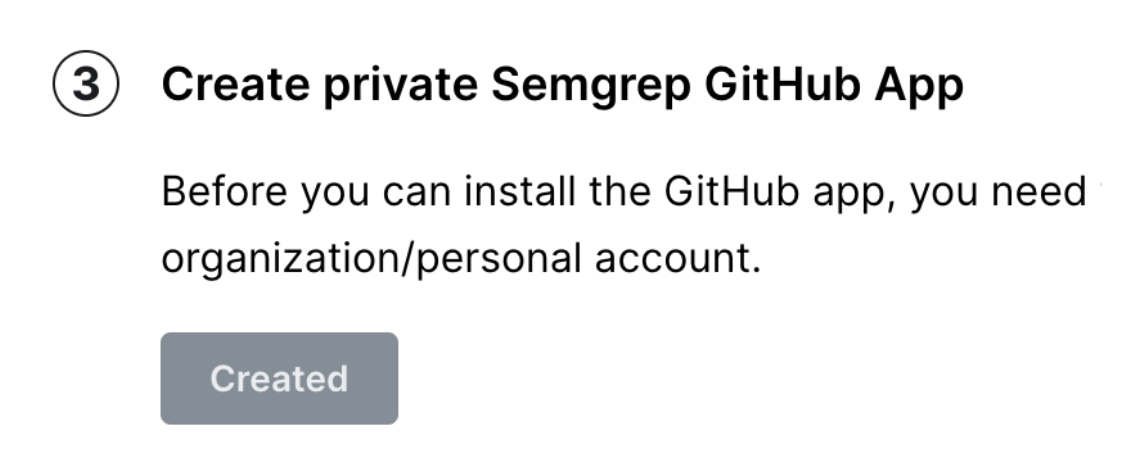 3 Create private Semgrep GitHub App
Before you can install the GitHub app, you need
organization/personal account.
Created